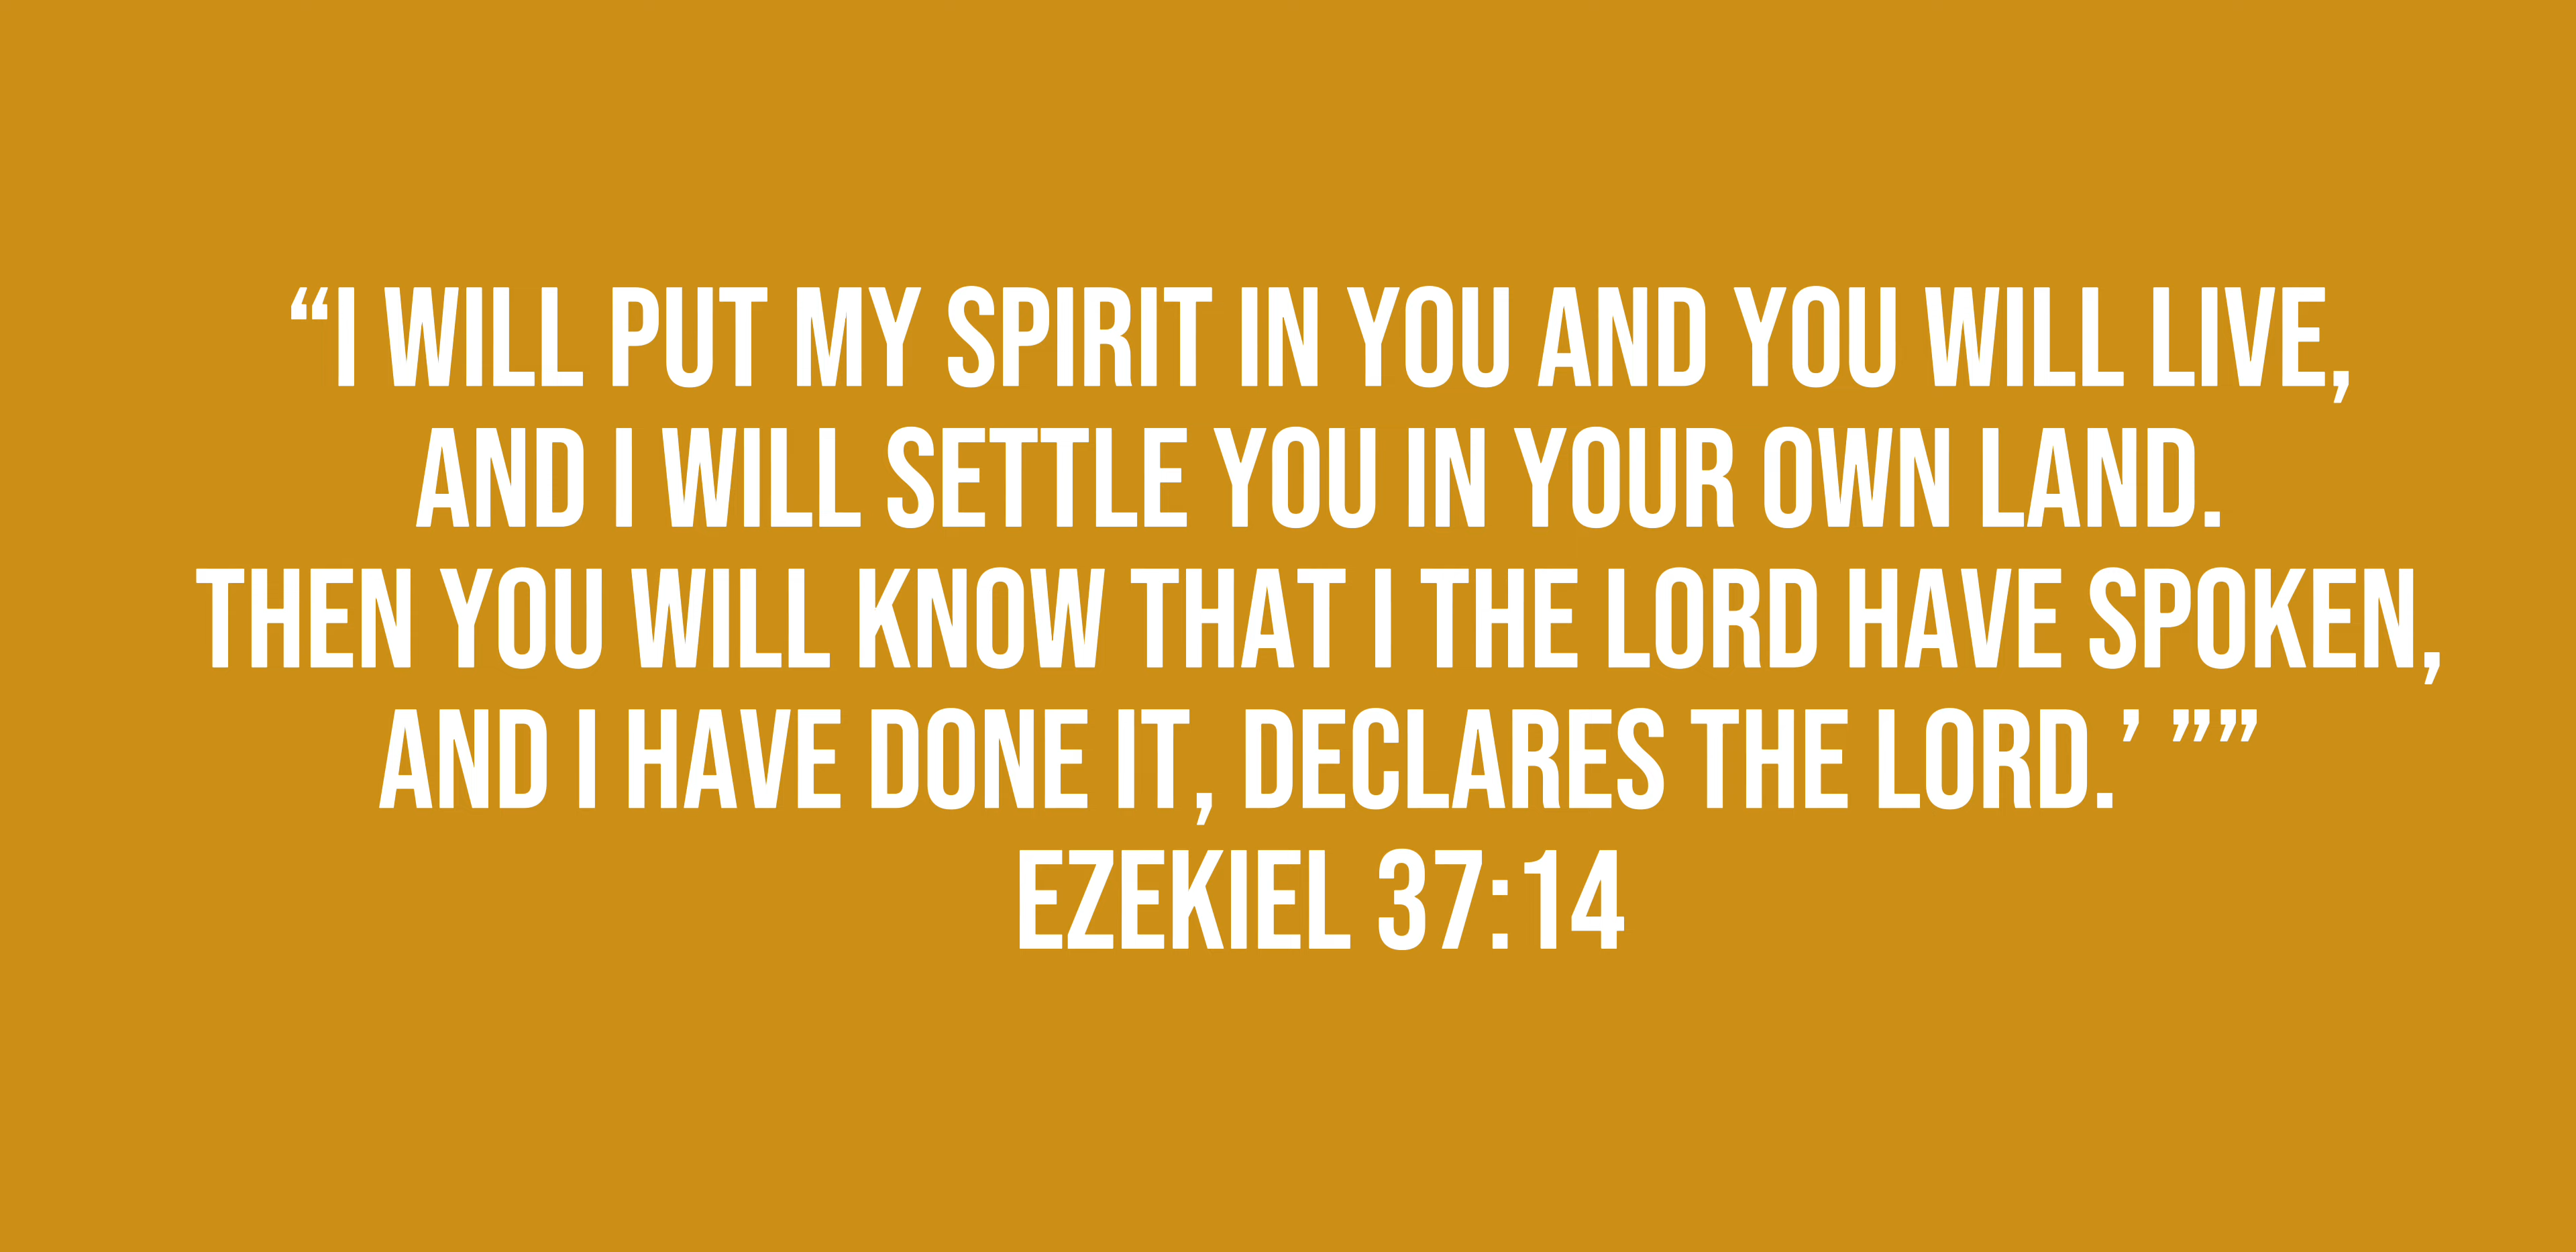 “I WILL PUT MY SPIRIT IN YOU AND YOU WILL LIVE,
AND I WILL SETTLE YOU IN YOUR OWN LAND.
THEN YOU WILL KNOW THAT I THE LORD HAVE SPOKEN,
AND I HAVE DONE IT, DECLARES THE LORD.’ ””
EZEKIEL 37:14